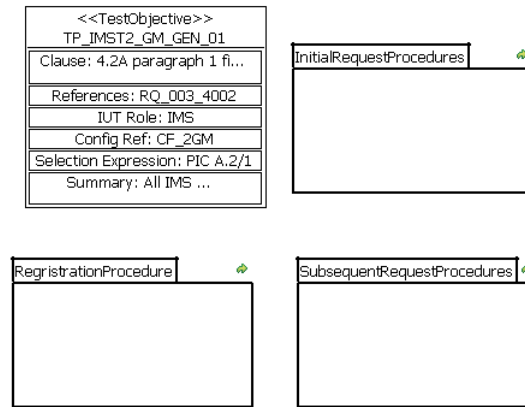 <<TestObjective>>
TP_IMST2_GM_GEN_01
Clause: 4.2A paragraph 1 fi...
References: RQ_003_4002
IUT Role: IMS
Config Ref: CF_2GM
Selection Expression: PIC A.2/1
Summary: All IMS ...
InitialRequestProcedures
RegristrationProcedure
SubsequentRequestProcedures